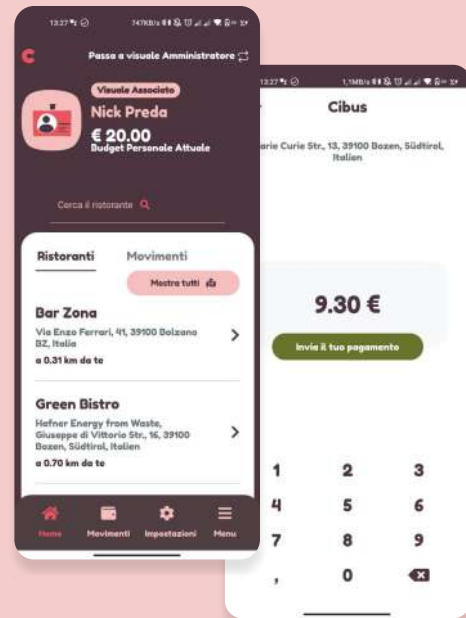 13:27
747KB/s
Passa a visuale Amministratore
Visuale Associato
Nick Preda
€ 20.00
Budget Personale Attuale
Cerca il ristorante
Ristoranti
Movimenti
Mostra tutti
Bar Zona
Via Enzo Ferrari, 41, 39100 Bolzano
BZ, Italia
a 0.31 km da te
Green Bistro
Hafner Energy from Waste,
Giuseppe di Vittorio Str., 16, 39100
Bozen, Südtirol, Italien
a 0.70 km da te
Home
Movimenti
Impostazioni
Menu
13:27
1,1MB/s
Cibus
arie Curie Str., 13, 39100 Bozen, Südtirol,
Italien
9.30 €
Invia il tuo pagamento
1 2 3
4 5 6
7 8 9
, 0